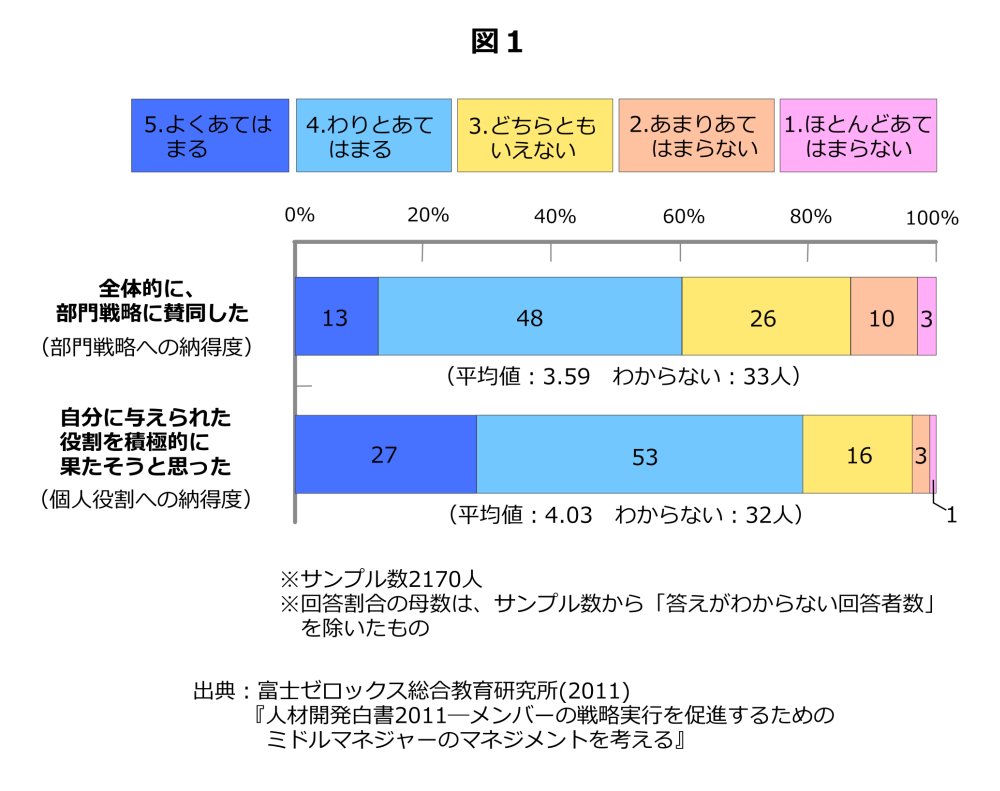 図1
5.よくあては
まる
4.わりとあて
はまる
3.どちらとも
いえない
2.あまりあて
はまらない
1.ほとんどあて
はまらない
0%
20%
40%
60%
80%
100%
全体的に、
部門戦略に賛同した
（部門戦略への納得度）
13
48
26
10
3
（平均値：3.59　わからない：33人）
自分に与えられた
役割を積極的に
果たそうと思った
（個人役割への納得度）
27
53
16
3
1
（平均値：4.03　わからない：32人）
※サンプル数2170人
※回答割合の母数は、サンプル数から「答えがわからない回答者数」
を除いたもの
出典：富士ゼロックス総合教育研究所(2011)
『人材開発白書2011―メンバーの戦略実行を促進するための
ミドルマネジャーのマネジメントを考える』